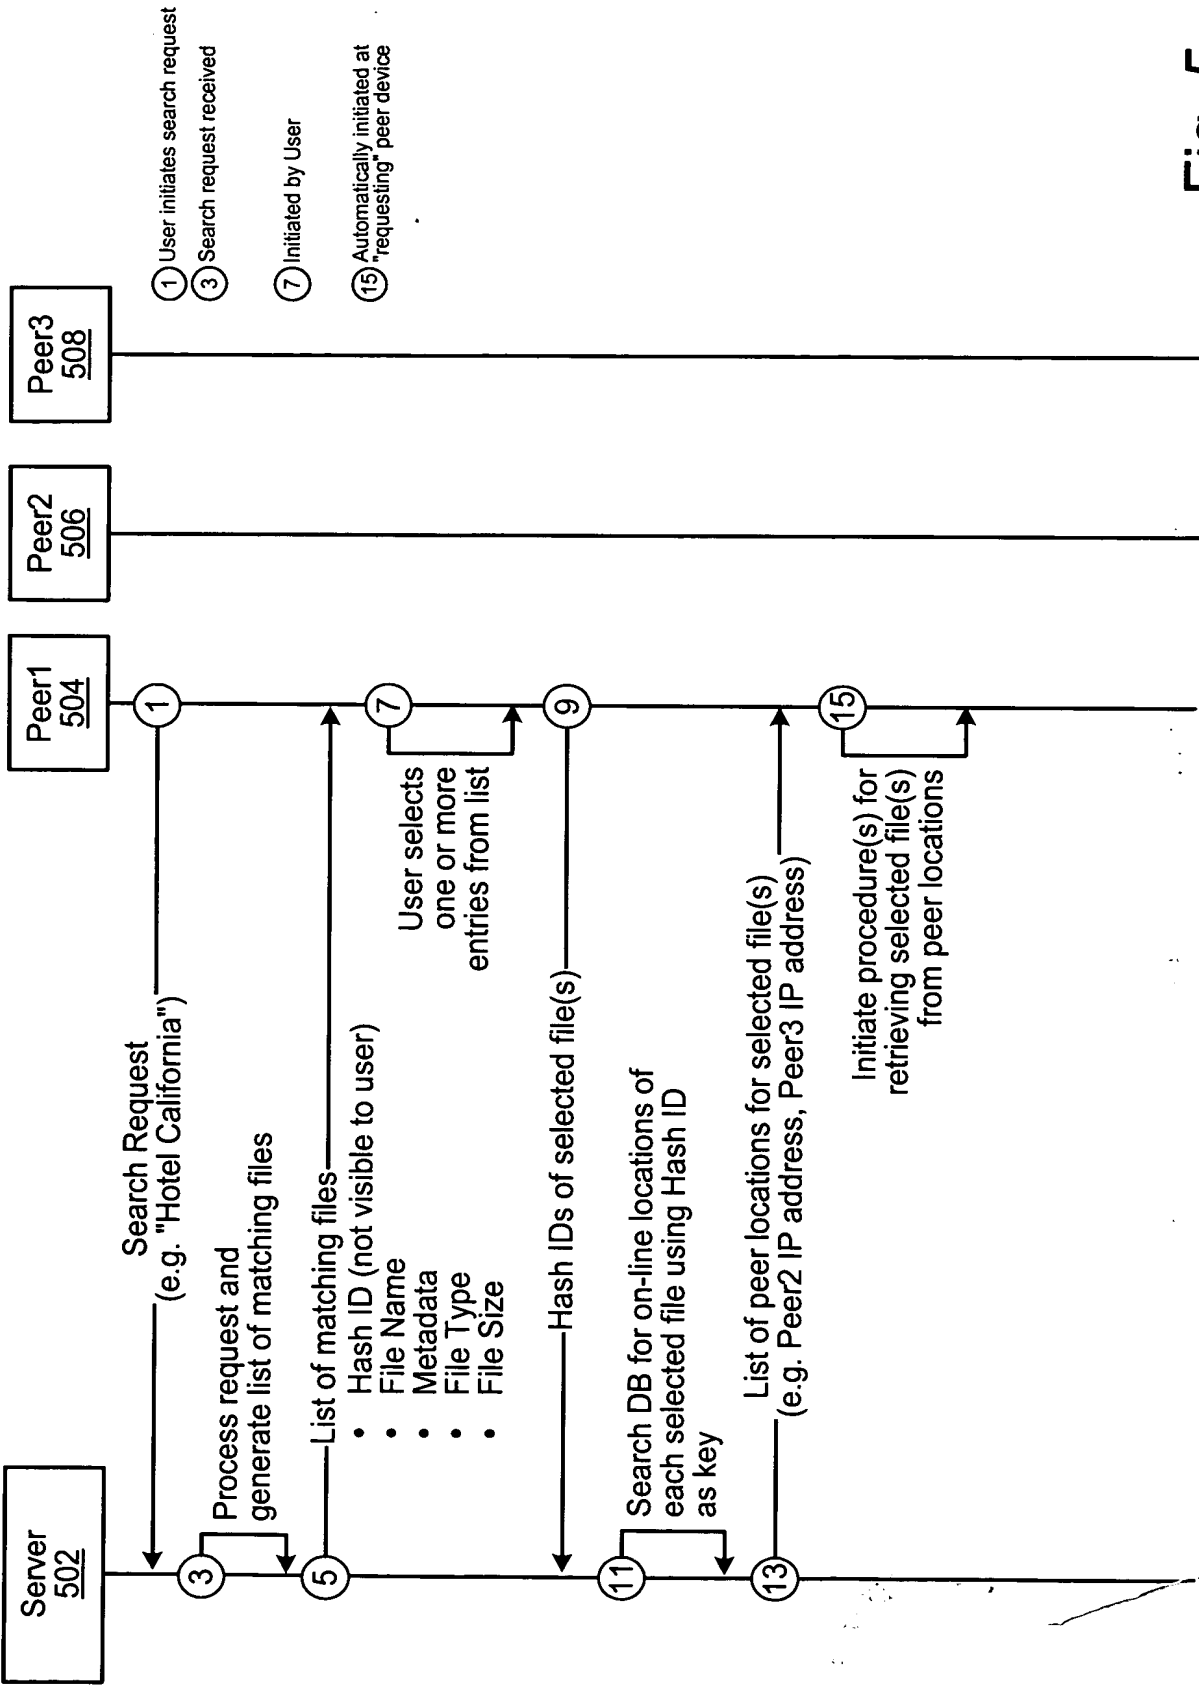 Server
502
Peer1
504
Peer2
506
Peer3
508
1 User initiates search request
3 Search request received
7 Initiated by User
15 Automatically initiated at
"requesting" peer device
1
Search Request
(e.g. "Hotel California")
3
Process request and
generate list of matching files
5
List of matching files
• Hash ID (not visible to user)
• File Name
• Metadata
• File Type
• File Size
7
User selects
one or more
entries from list
9
Hash IDs of selected file(s)
11
Search DB for on-line locations of
each selected file using Hash ID
as key
13
List of peer locations for selected file(s)
(e.g. Peer2 IP address, Peer3 IP address)
15
Initiate procedure(s) for
retrieving selected file(s)
from peer locations